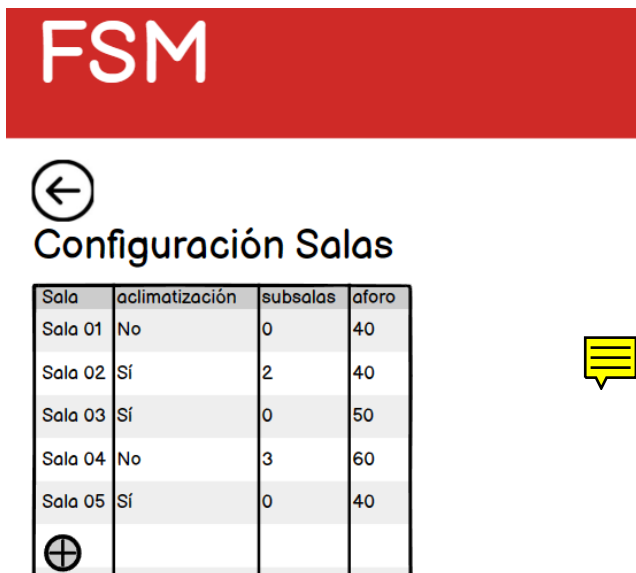 FSM
Configuración Salas
Sala aclimatización subsalas aforo
Sala 01 No 0 40
Sala 02 Sí 2 40
Sala 03 Sí 0 50
Sala 04 No 3 60
Sala 05 Sí 0 40